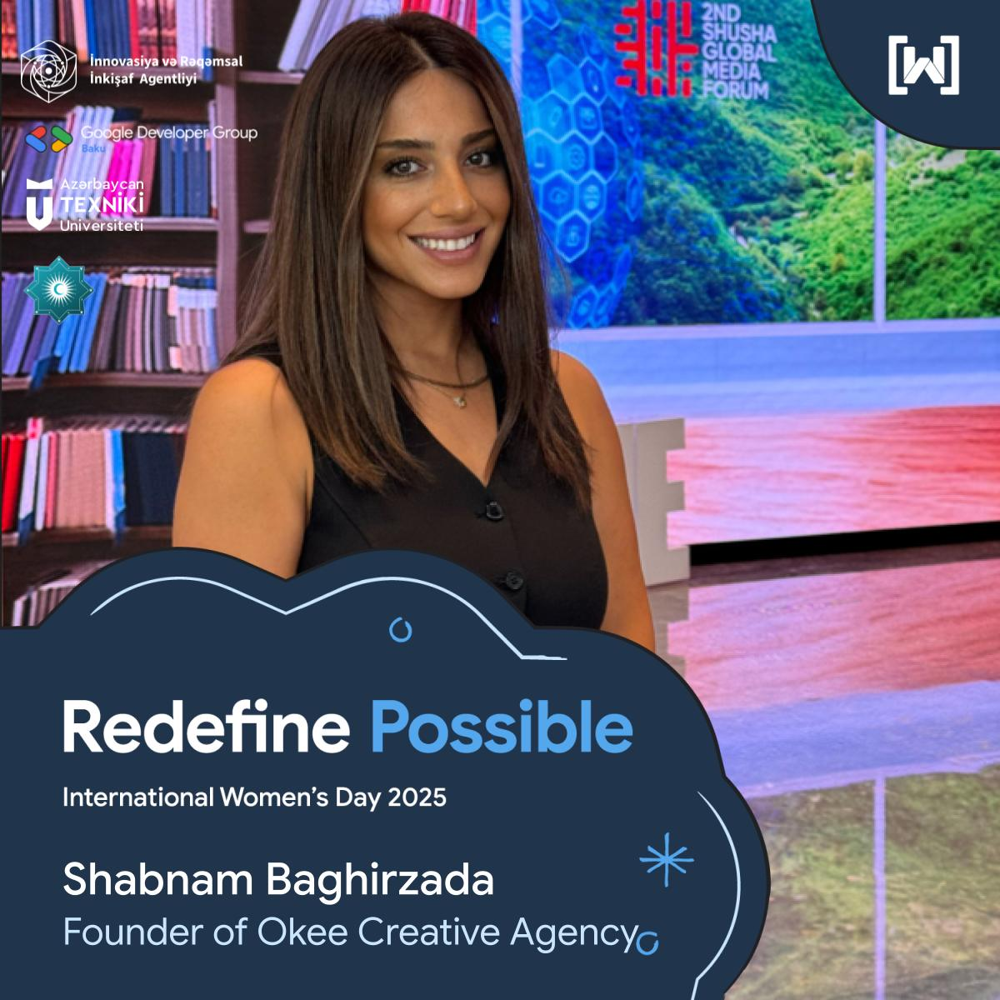 İnnovasiya və Rəqəmsal
İnkişaf Agentliyi
Google Developer Group
Baku
Azərbaycan
TEXNİKİ
Universiteti
2ND
SHUSHA
GLOBAL
MEDIA
FORUM
[W]
Redefine Possible
International Women’s Day 2025
Shabnam Baghirzada
Founder of Okee Creative Agency